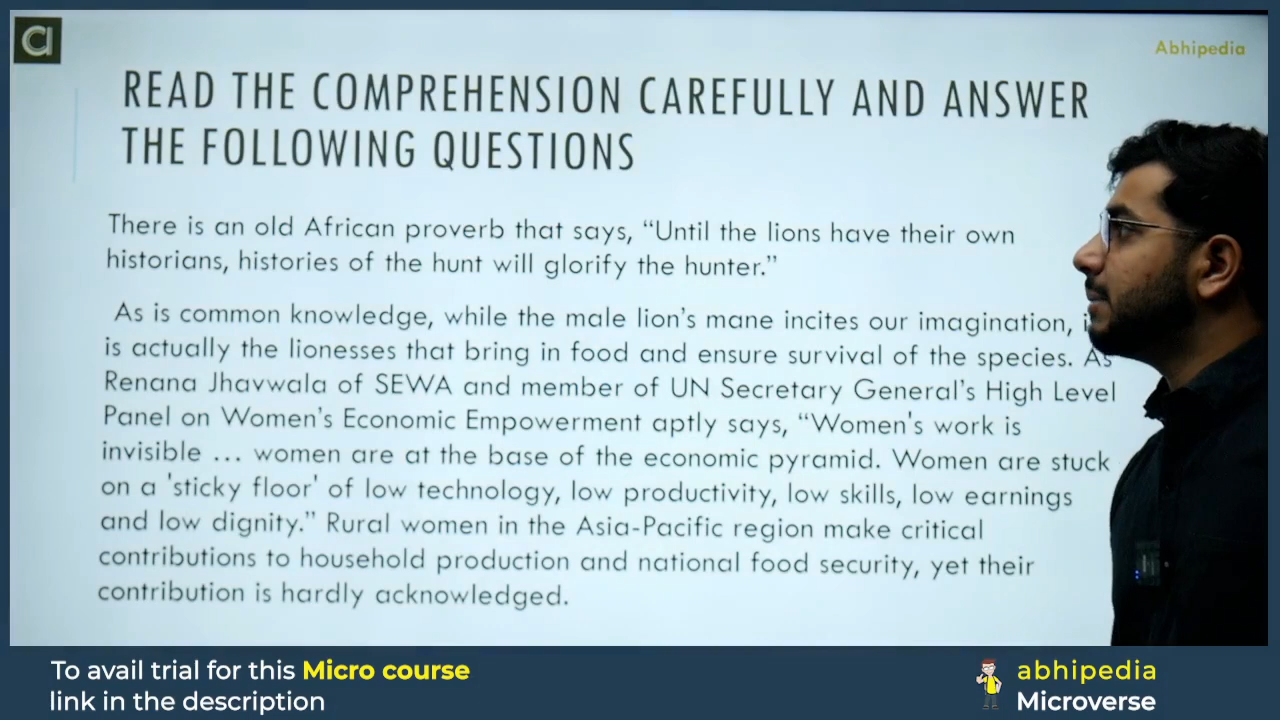 a
Abhipedia
READ THE COMPREHENSION CAREFULLY AND ANSWER
THE FOLLOWING QUESTIONS
There is an old African proverb that says, “Until the lions have their own
historians, histories of the hunt will glorify the hunter.”
As is common knowledge, while the male lion’s mane incites our imagination,
is actually the lionesses that bring in food and ensure survival of the species. As
Renana Jhavwala of SEWA and member of UN Secretary General’s High Level
Panel on Women’s Economic Empowerment aptly says, “Women's work is
invisible … women are at the base of the economic pyramid. Women are stuck
on a 'sticky floor' of low technology, low productivity, low skills, low earnings
and low dignity.” Rural women in the Asia-Pacific region make critical
contributions to household production and national food security, yet their
contribution is hardly acknowledged.
To avail trial for this Micro course
link in the description
abhipedia
Microverse